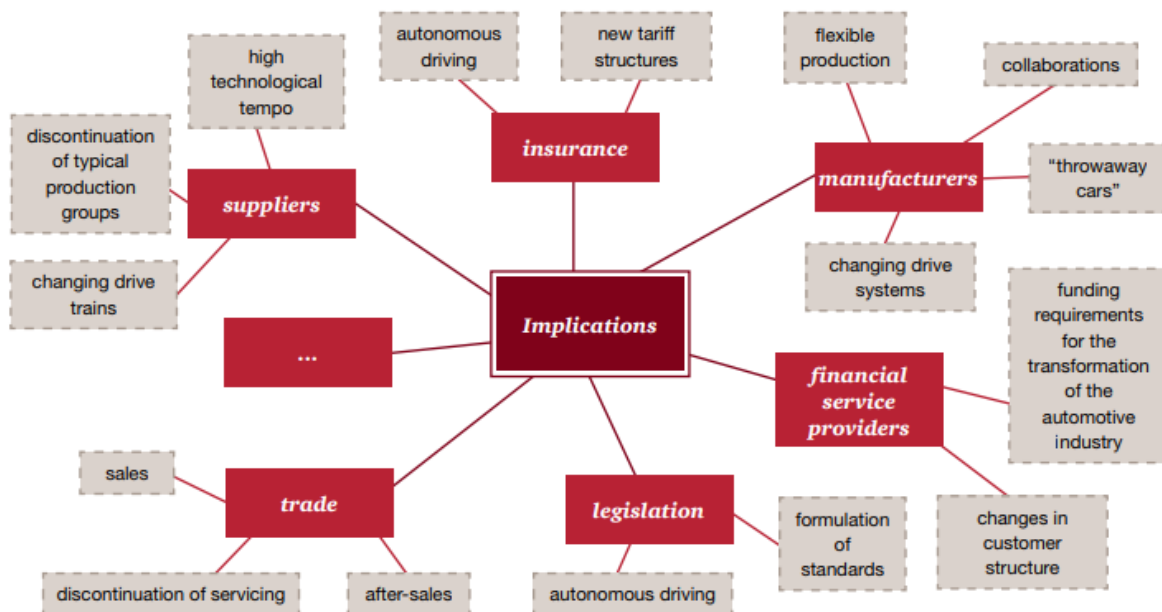 autonomous
driving
new tariff
structures
flexible
production
collaborations
high
technological
tempo
insurance
manufacturers
“throwaway
cars”
discontinuation
of typical
production
groups
suppliers
changing drive
trains
changing drive
systems
Implications
...
funding
requirements
for the
transformation
of the
automotive
industry
financial
service
providers
sales
trade
legislation
formulation
of
standards
changes in
customer
structure
discontinuation of servicing
after-sales
autonomous driving